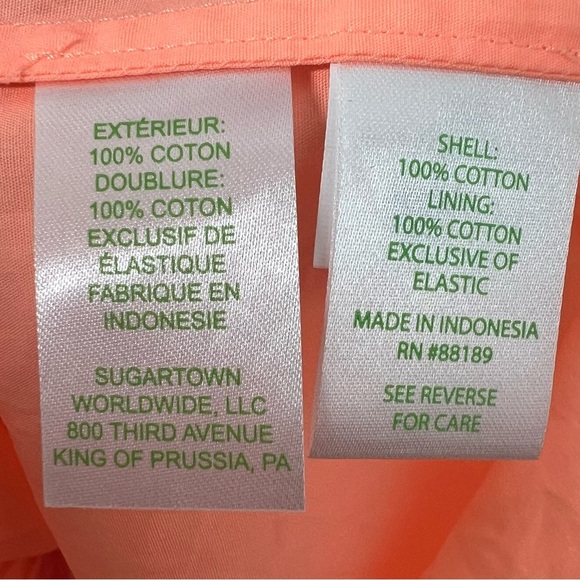 EXTÉRIEUR:
100% COTON
DOUBLURE:
100% COTON
EXCLUSIF DE
ÉLASTIQUE
FABRIQUE EN
INDONESIE
SUGARTOWN
WORLDWIDE, LLC
800 THIRD AVENUE
KING OF PRUSSIA, PA
SHELL:
100% COTTON
LINING:
100% COTTON
EXCLUSIVE OF
ELASTIC
MADE IN INDONESIA
RN #88189
SEE REVERSE
FOR CARE